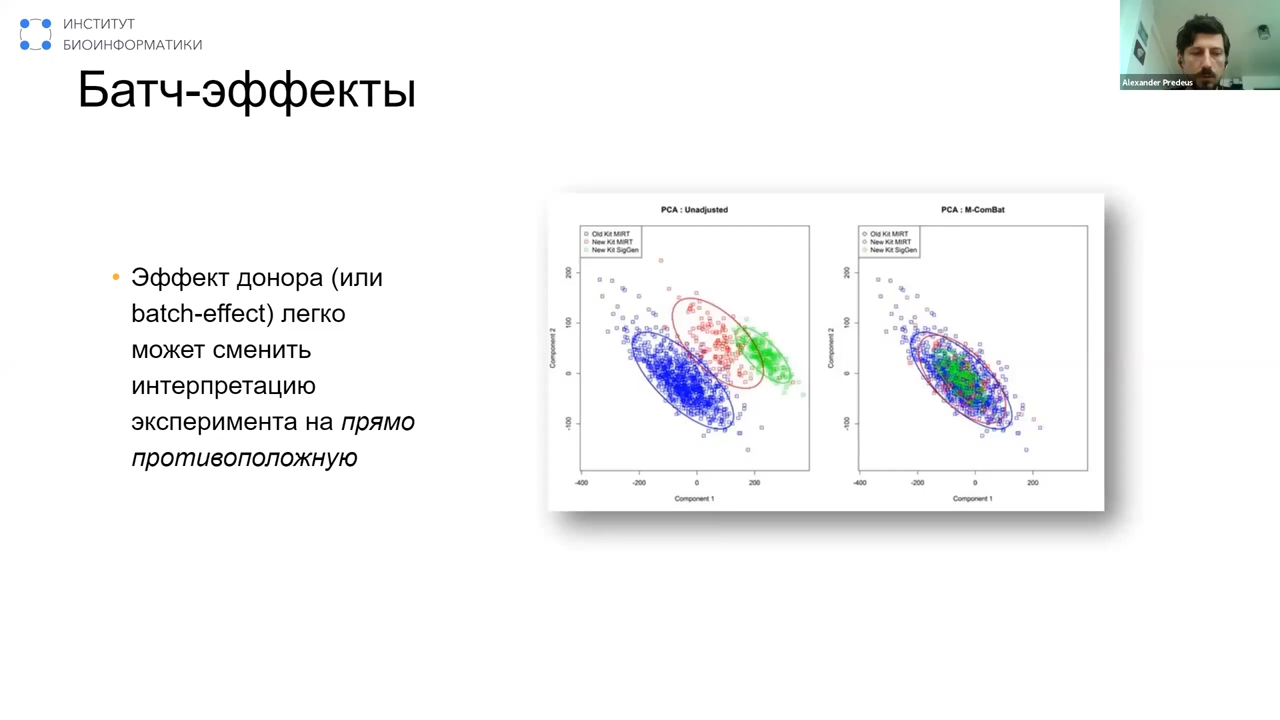 ИНСТИТУТ
БИОИНФОРМАТИКИ
Alexander Predeus
Батч-эффекты
• Эффект донора (или
batch-effect) легко
может сменить
интерпретацию
эксперимента на прямо
противоположную
PCA : Unadjusted
Old Kit MIRT
New Kit MIRT
New Kit SigGen
200
100
0
-100
Component 2
-400 -200 0 200
Component 1
PCA : M-ComBat
Old Kit MIRT
New Kit MIRT
New Kit SigGen
200
100
0
-100
Component 2
-400 -200 0 200
Component 1